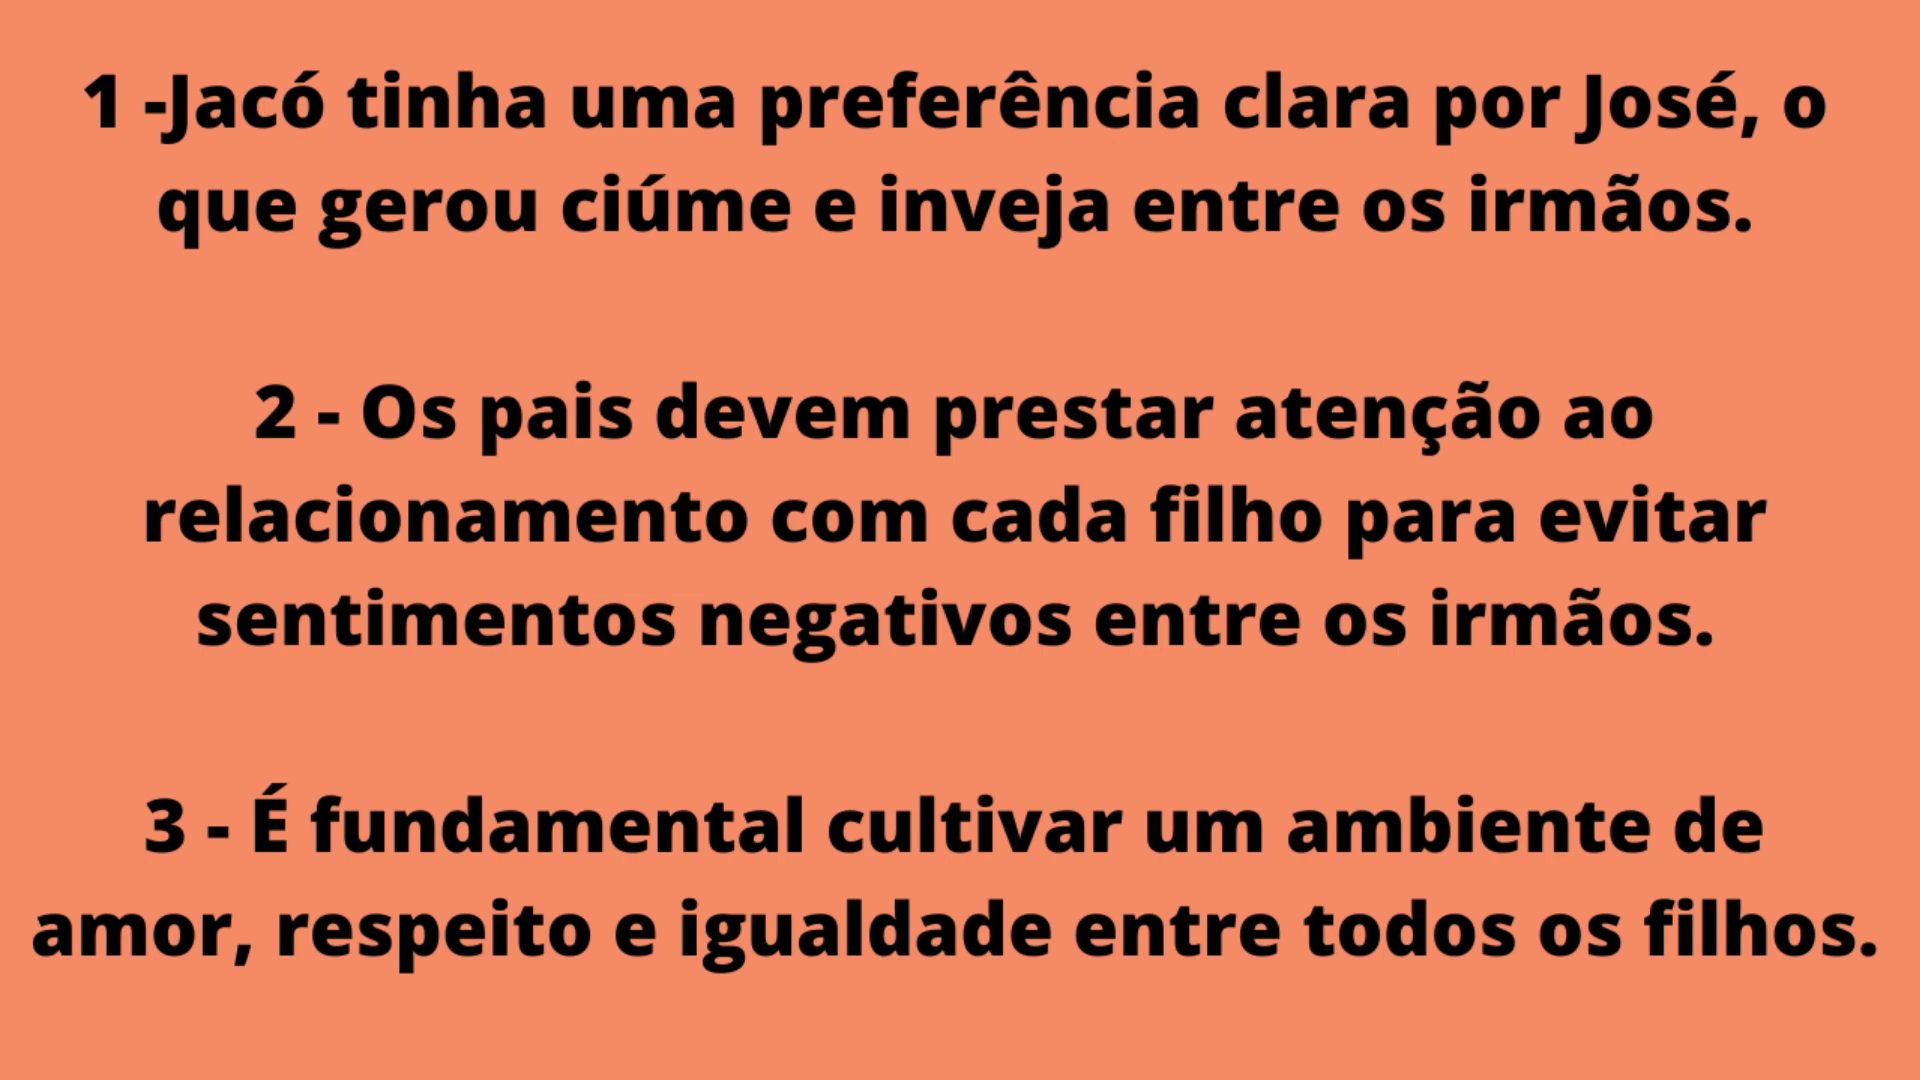 1 -Jacó tinha uma preferência clara por José, o
que gerou ciúme e inveja entre os irmãos.
2 - Os pais devem prestar atenção ao
relacionamento com cada filho para evitar
sentimentos negativos entre os irmãos.
3 - É fundamental cultivar um ambiente de
amor, respeito e igualdade entre todos os filhos.